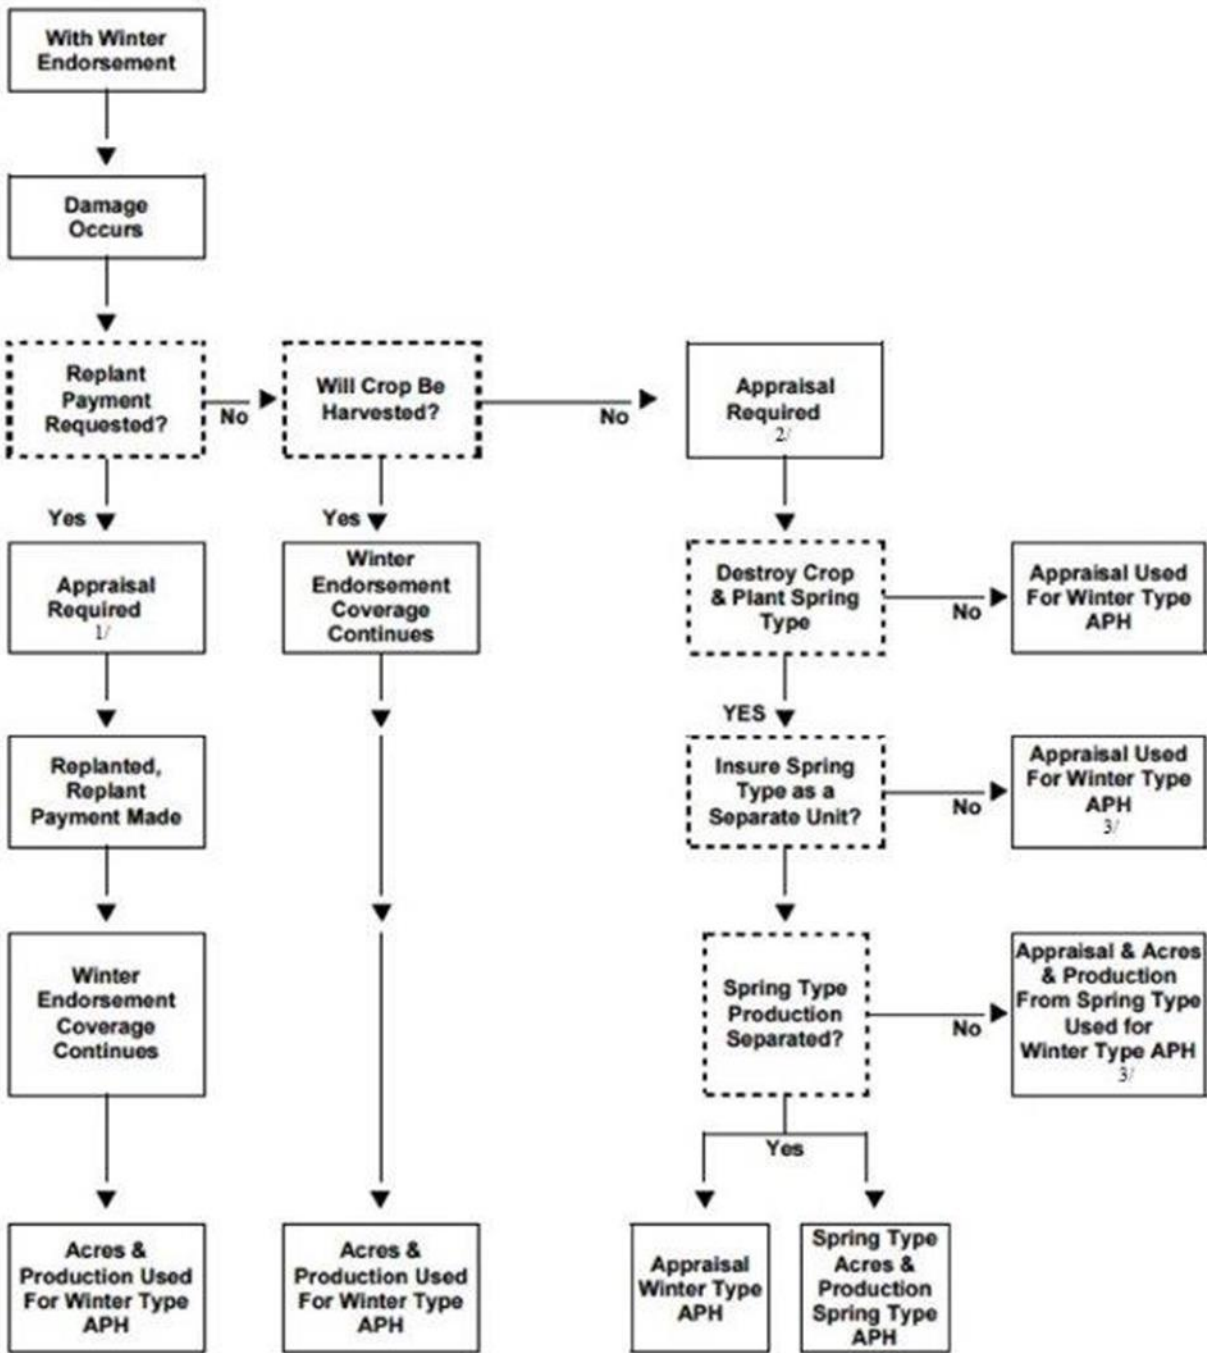 With Winter
Endorsement
Damage
Occurs
Replant
Payment
Requested?
No
Will Crop Be
Harvested?
No
Appraisal
Required
2/
Yes
Yes
Appraisal
Required
1/
Winter
Endorsement
Coverage
Continues
Destroy Crop
& Plant Spring
Type
No
Appraisal Used
For Winter Type
APH
YES
Replanted,
Replant
Payment Made
Insure Spring
Type as a
Separate Unit?
No
Appraisal Used
For Winter Type
APH
3/
Winter
Endorsement
Coverage
Continues
Spring Type
Production
Separated?
No
Appraisal & Acres
& Production
From Spring Type
Used for
Winter Type APH
3/
Yes
Acres &
Production Used
For Winter Type
APH
Acres &
Production Used
For Winter Type
APH
Appraisal
Winter Type
APH
Spring Type
Acres &
Production
Spring Type
APH